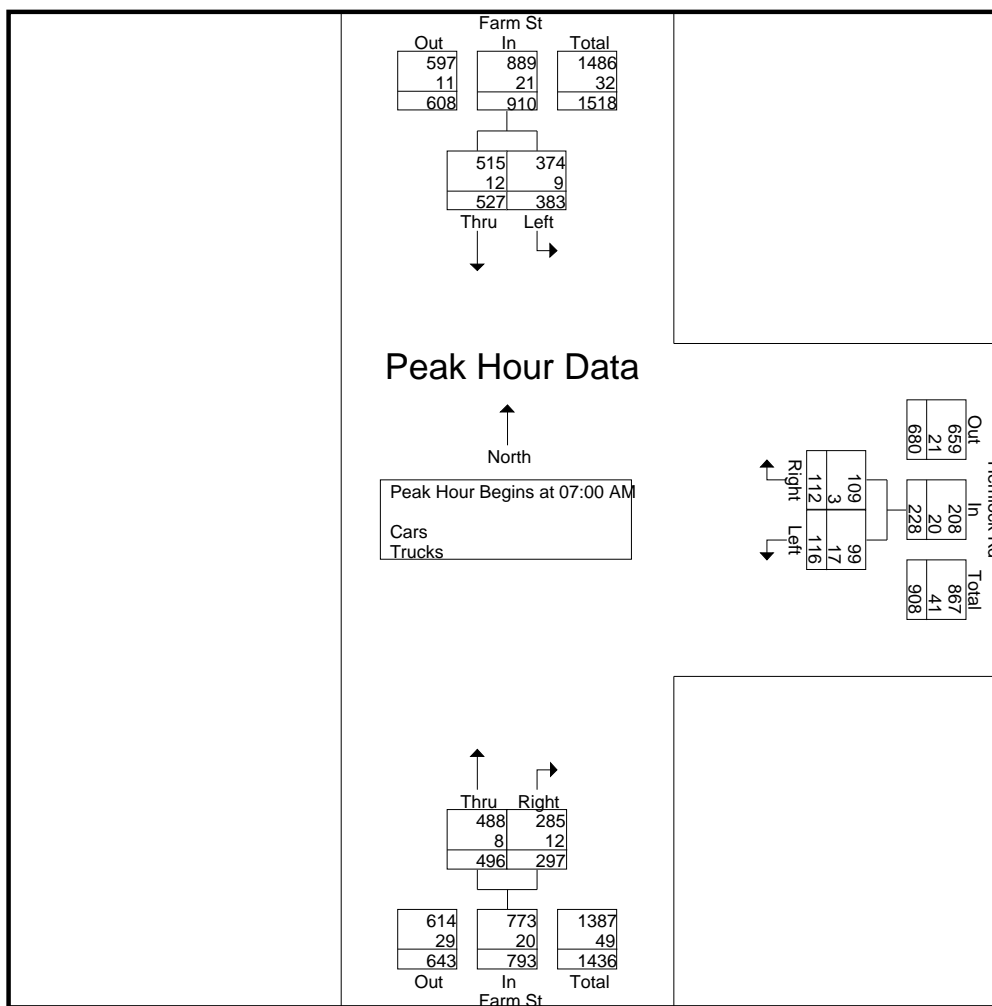 Farm St
Out In Total
597 889 1486
11 21 32
608 910 1518
515 374
12 9
527 383
Thru Left
Peak Hour Data
North
Peak Hour Begins at 07:00 AM
Cars
Trucks
Right Left
112 116
3 17
109 99
Out In Total
659 208 867
21 20 41
680 228 908
Thru Right
488 285
8 12
496 297
614 773 1387
29 20 49
643 793 1436
Out In Total
Farm St